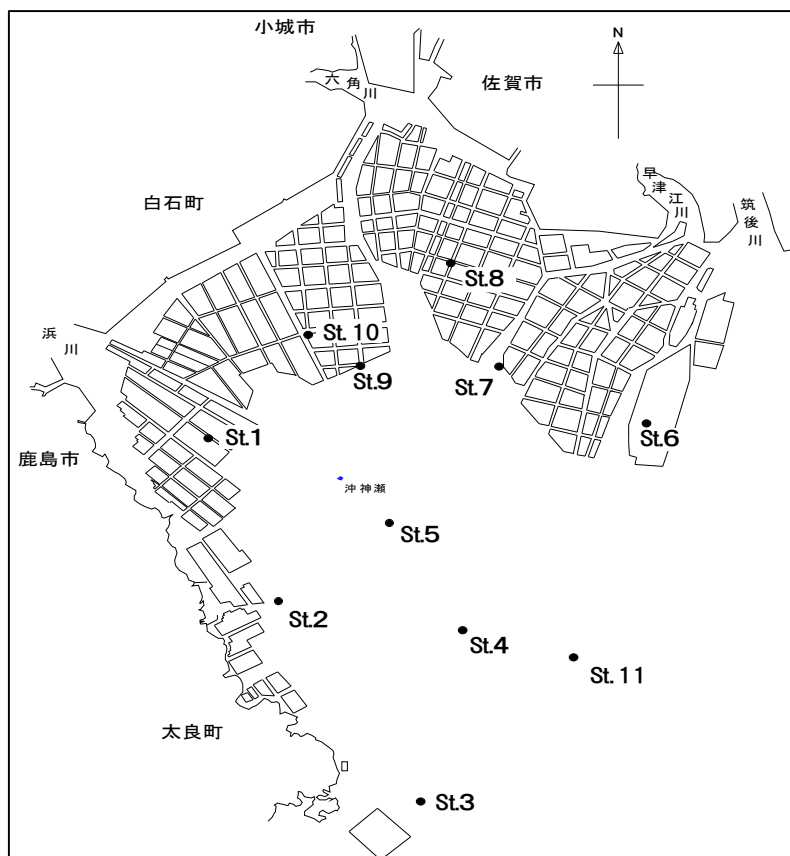 小城市
N
六角川
佐賀市
早津江川
筑後川
白石町
St.8
浜川
St.10
St.9
St.7
St.6
St.1
鹿島市
沖神瀬
St.5
St.2
St.4
St.11
太良町
St.3